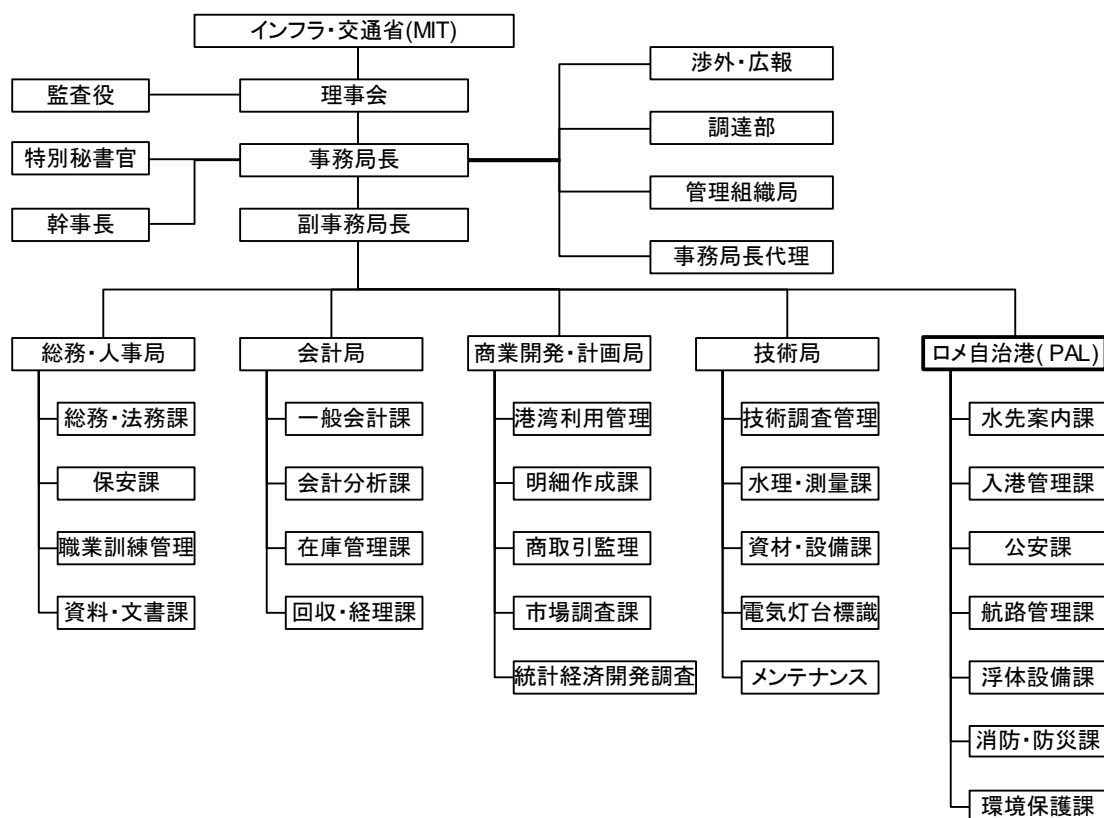 インフラ・交通省(MIT)
監査役
理事会
渉外・広報
調達部
特別秘書官
事務局長
管理組織局
幹事長
副事務局長
事務局長代理
総務・人事局
総務・法務課
保安課
職業訓練管理
資料・文書課
会計局
一般会計課
会計分析課
在庫管理課
回収・経理課
商業開発・計画局
港湾利用管理
明細作成課
商取引監理
市場調査課
統計経済開発調査
技術局
技術調査管理
水理・測量課
資材・設備課
電気灯台標識
メンテナンス
ロメ自治港( PAL)
水先案内課
入港管理課
公安課
航路管理課
浮体設備課
消防・防災課
環境保護課